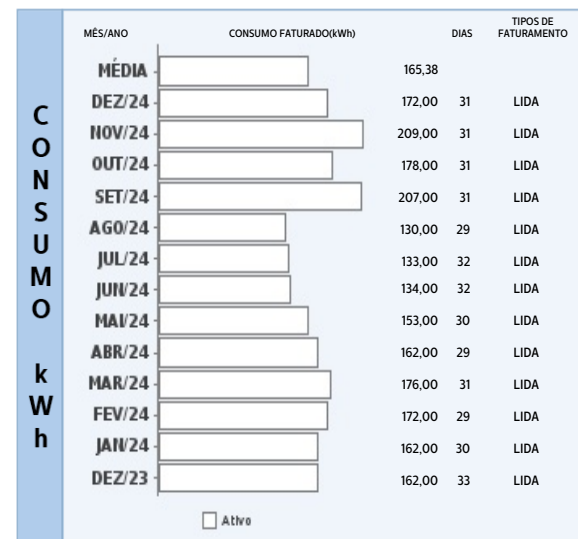 MÊS/ANO CONSUMO FATURADO(kWh) DIAS TIPOS DE FATURAMENTO
MÉDIA 165,38
DEZ/24 172,00 31 LIDA
NOV/24 209,00 31 LIDA
OUT/24 178,00 31 LIDA
SET/24 207,00 31 LIDA
AGO/24 130,00 29 LIDA
JUL/24 133,00 32 LIDA
JUN/24 134,00 32 LIDA
MAI/24 153,00 30 LIDA
ABR/24 162,00 29 LIDA
MAR/24 176,00 31 LIDA
FEV/24 172,00 29 LIDA
JAN/24 162,00 30 LIDA
DEZ/23 162,00 33 LIDA
Ativo
CONSUMO kWh